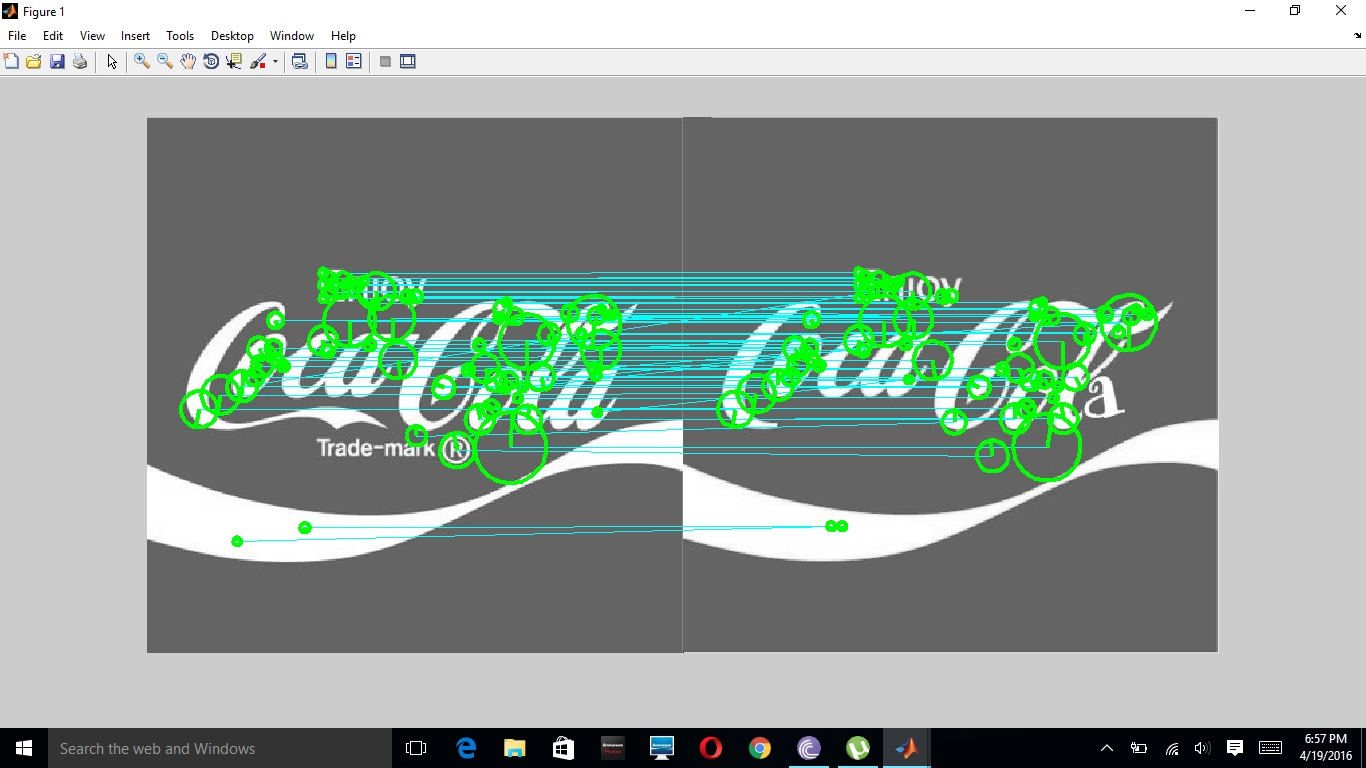 Figure 1
File Edit View Insert Tools Desktop Window Help
Coca Cola
Trade-mark ®
Search the web and Windows
6:57 PM
4/19/2016